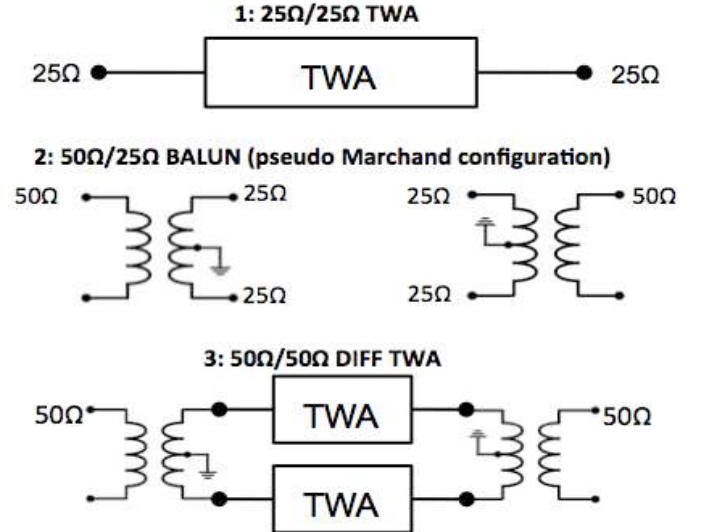 1: 25Ω/25Ω TWA
25Ω TWA 25Ω
2: 50Ω/25Ω BALUN (pseudo Marchand configuration)
50Ω 25Ω 25Ω 50Ω
25Ω 25Ω
3: 50Ω/50Ω DIFF TWA
50Ω TWA 50Ω
TWA